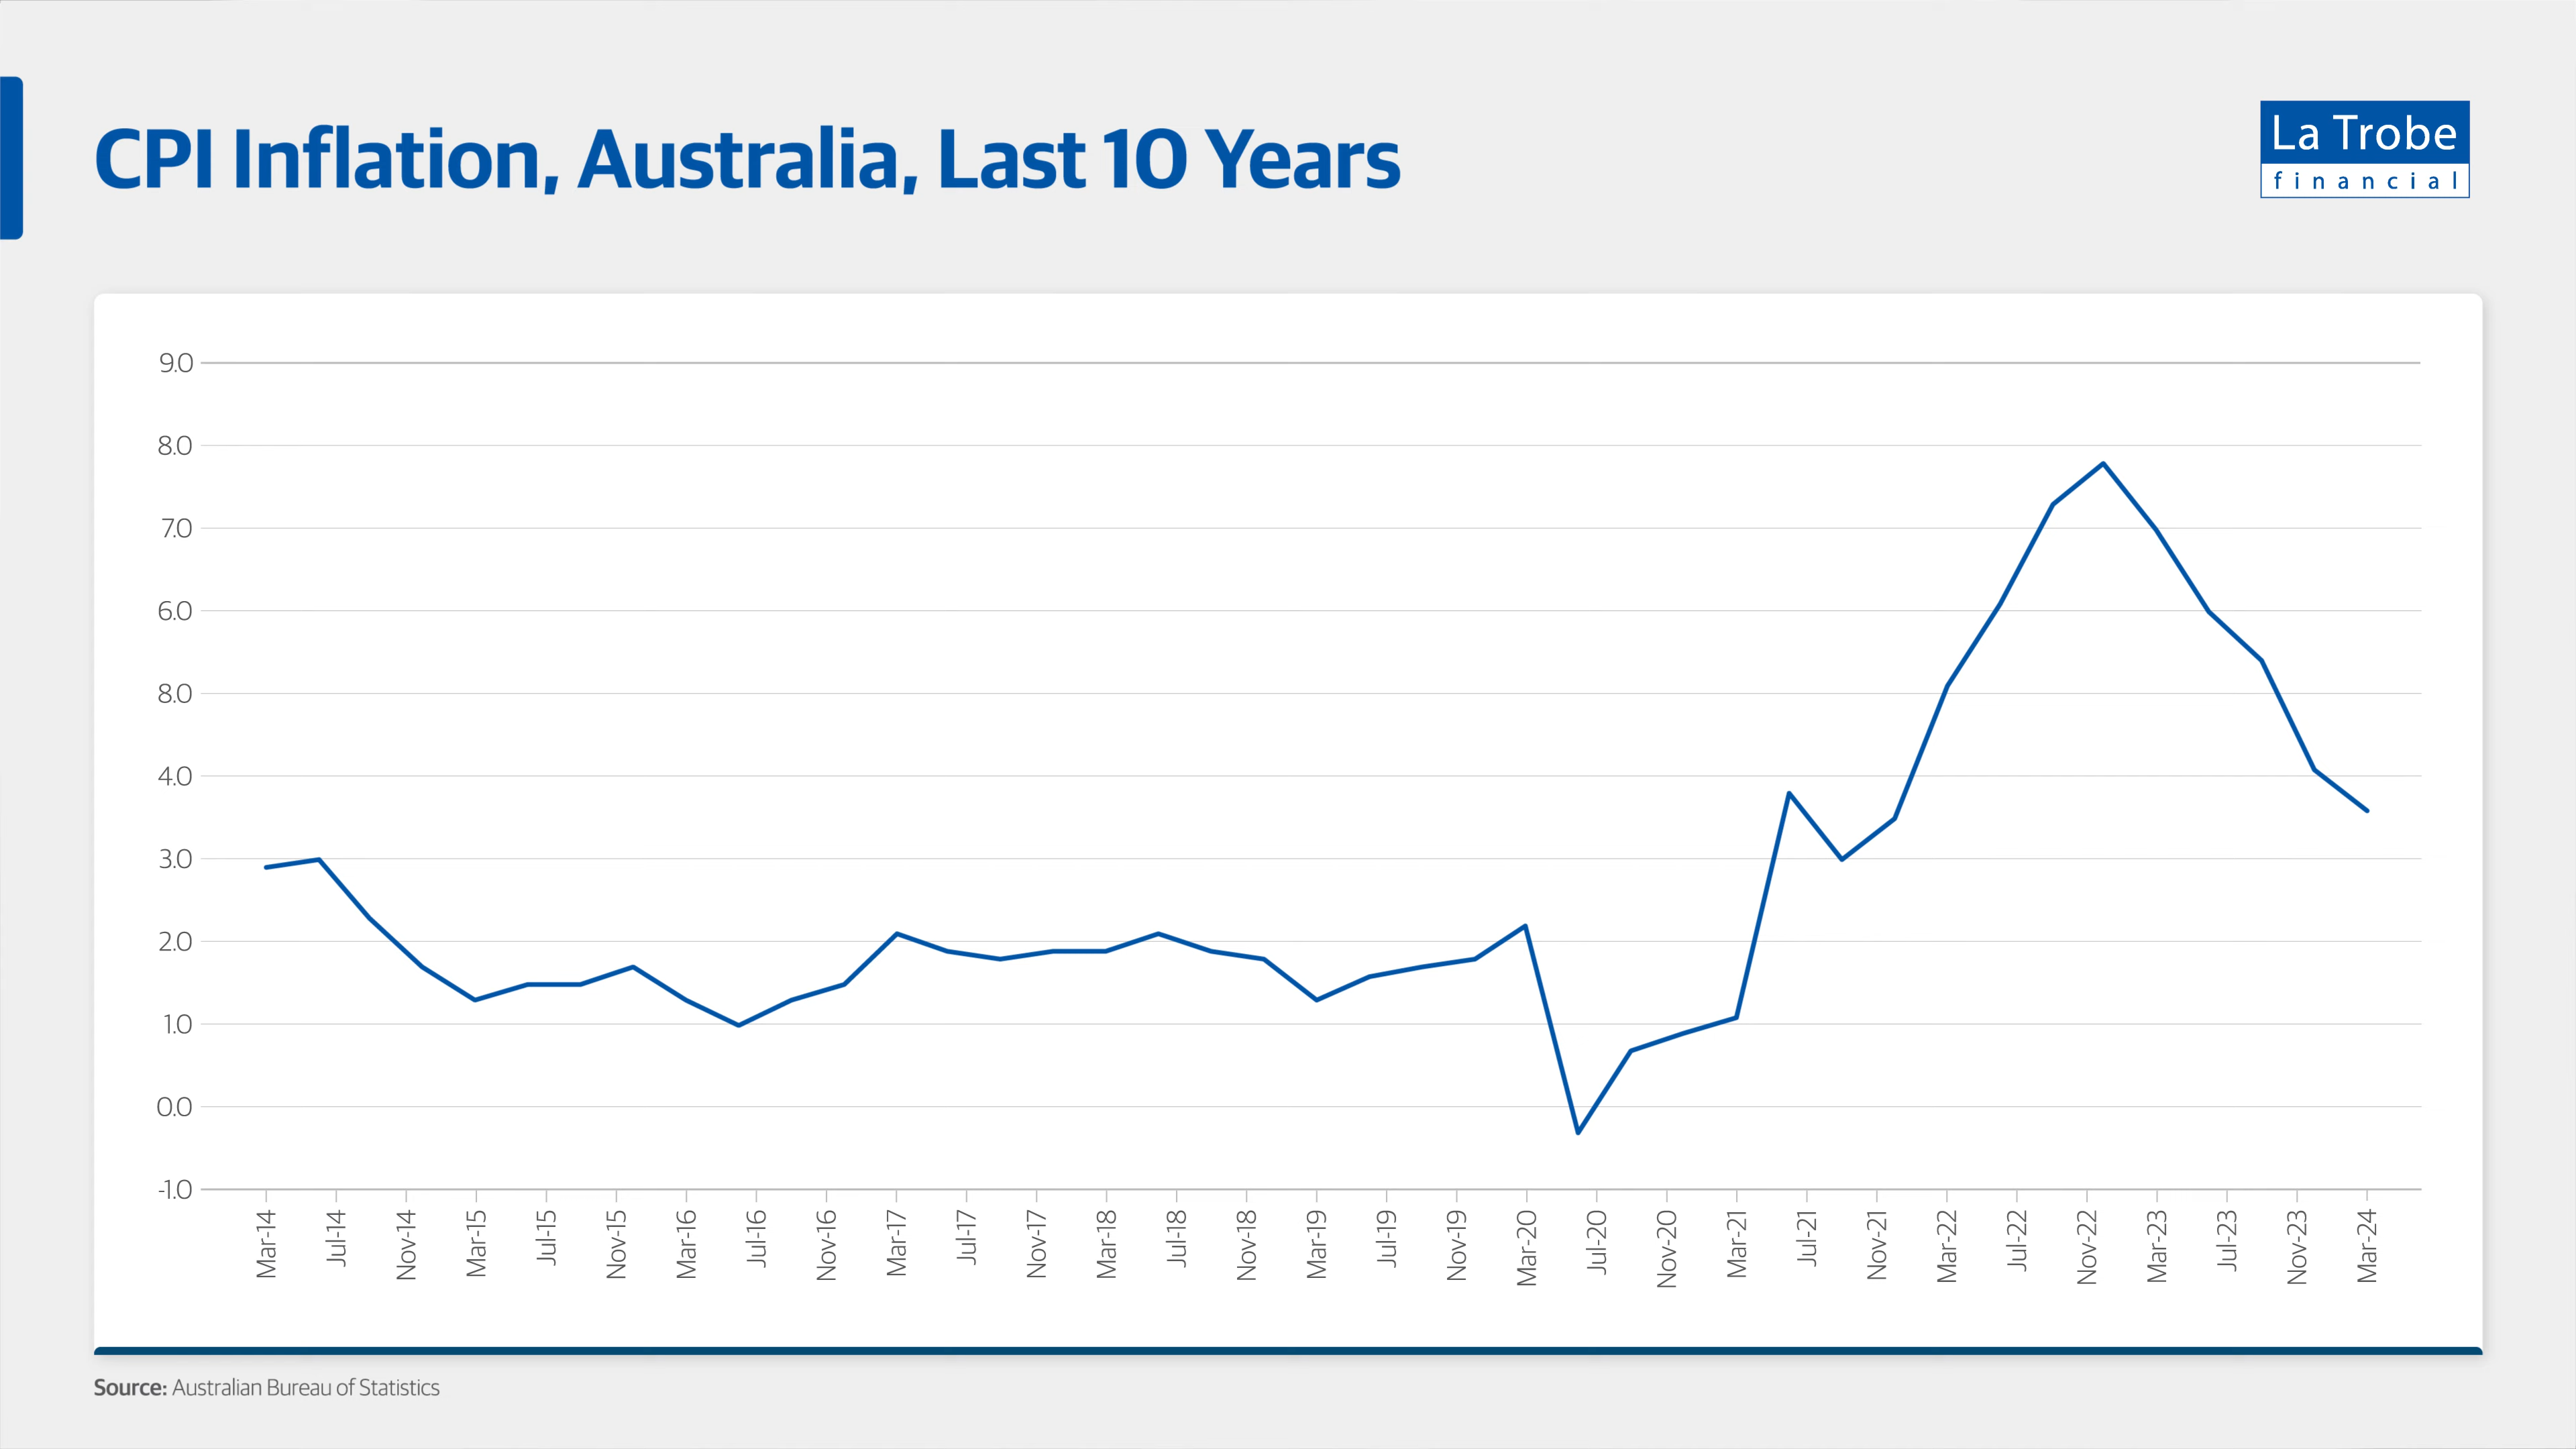 CPI Inflation, Australia, Last 10 Years
La Trobe
financial
9.0
8.0
7.0
6.0
8.0
4.0
3.0
2.0
1.0
0.0
-1.0
Mar-14
Jul-14
Nov-14
Mar-15
Jul-15
Nov-15
Mar-16
Jul-16
Nov-16
Mar-17
Jul-17
Nov-17
Mar-18
Jul-18
Nov-18
Mar-19
Jul-19
Nov-19
Mar-20
Jul-20
Nov-20
Mar-21
Jul-21
Nov-21
Mar-22
Jul-22
Nov-22
Mar-23
Jul-23
Nov-23
Mar-24
Source: Australian Bureau of Statistics